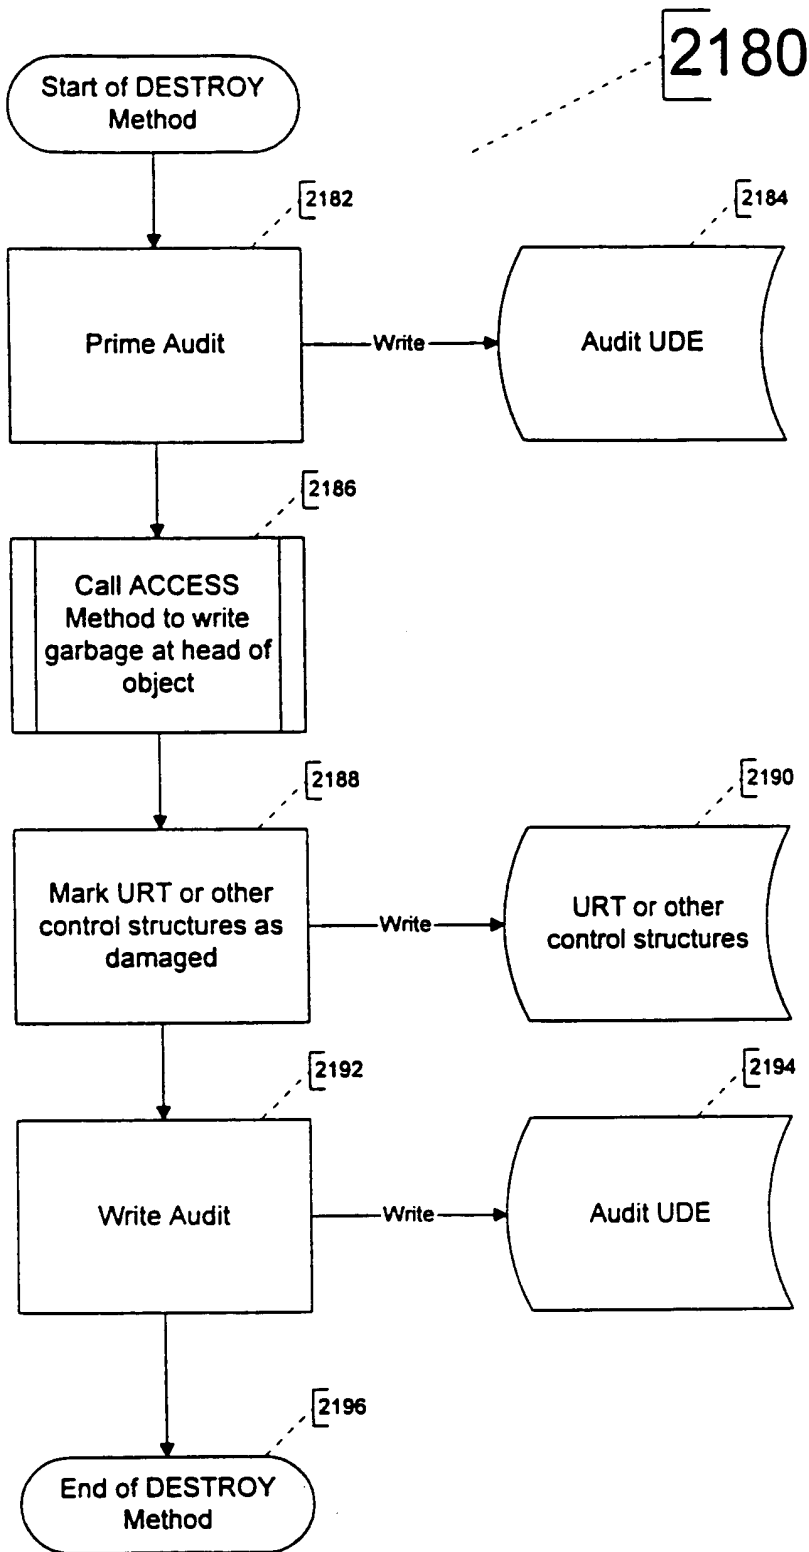 2180
Start of DESTROY
Method
2182
2184
Prime Audit
Write
Audit UDE
2186
Call ACCESS
Method to write
garbage at head of
object
2188
2190
Mark URT or other
control structures as
damaged
Write
URT or other
control structures
2192
2194
Write Audit
Write
Audit UDE
2196
End of DESTROY
Method